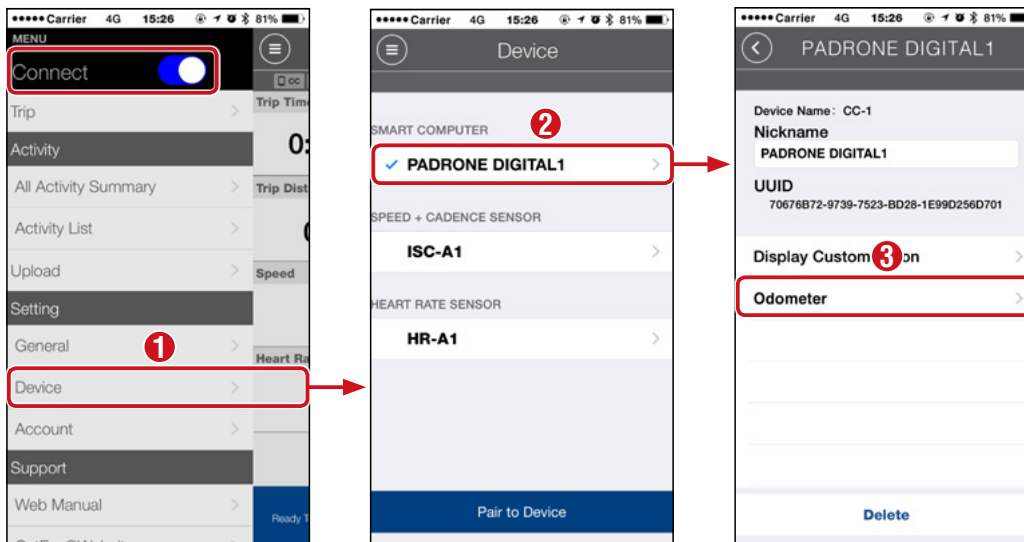 ●●●●● Carrier 4G 15:26 81%
MENU
Connect
Trip
Activity
All Activity Summary
Activity List
Upload
Setting
General
1
Device
Account
Support
Web Manual
cc
Trip Time
0:
Trip Dist
Speed
Heart Ra
Ready T
●●●●● Carrier 4G 15:26 81%
Device
SMART COMPUTER
2
✓ PADRONE DIGITAL1
SPEED + CADENCE SENSOR
ISC-A1
HEART RATE SENSOR
HR-A1
Pair to Device
●●●●● Carrier 4G 15:26 81%
PADRONE DIGITAL1
Device Name: CC-1
Nickname
PADRONE DIGITAL1
UUID
70676B72-9739-7523-BD28-1E99D256D701
Display Custom on
3
Odometer
Delete